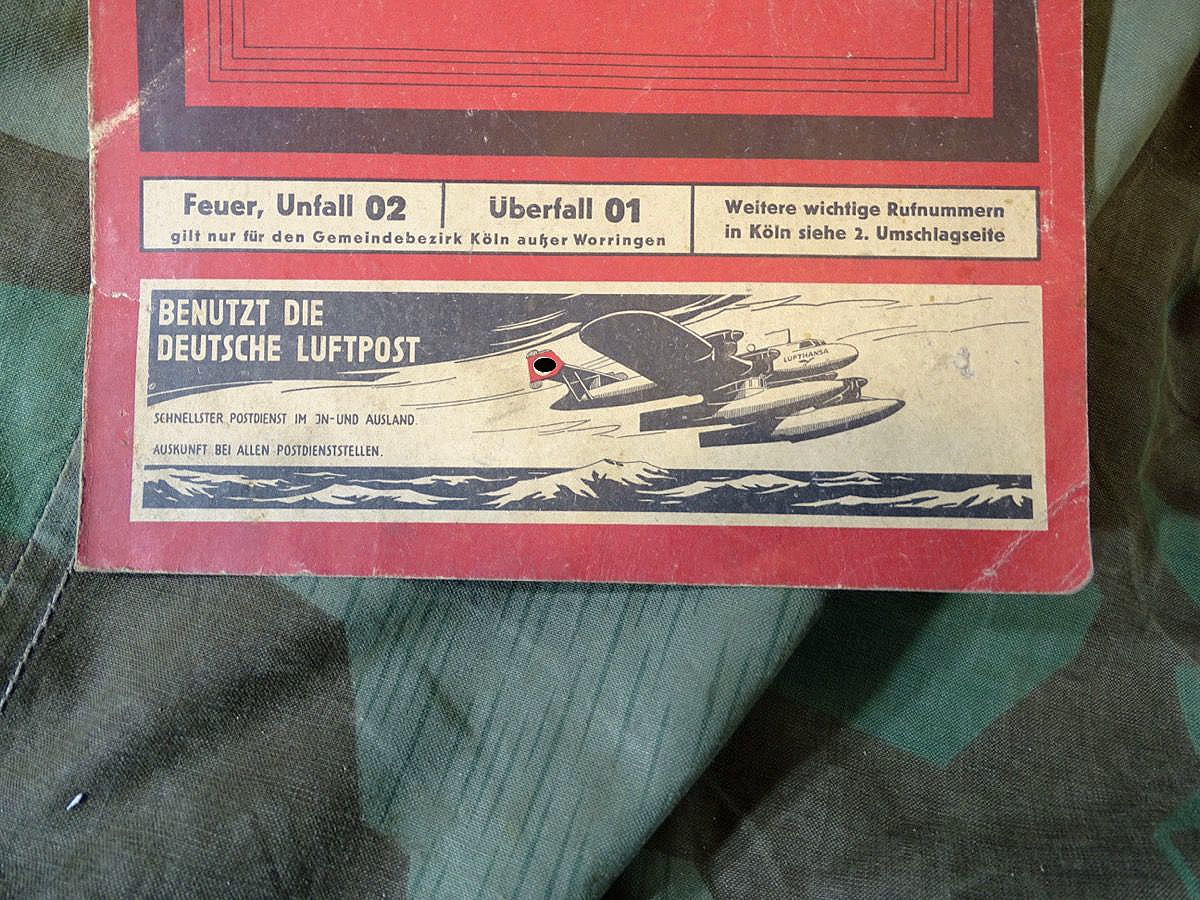 Feuer, Unfall 02
Überfall 01
gilt nur für den Gemeindebezirk Köln außer Worringen
Weitere wichtige Rufnummern
in Köln siehe 2. Umschlagseite
BENUTZT DIE
DEUTSCHE LUFTPOST
SCHNELLSTER POSTDIENST IM JN-UND AUSLAND.
AUSKUNFT BEI ALLEN POSTDIENSTSTELLEN.
LUFTHANSA